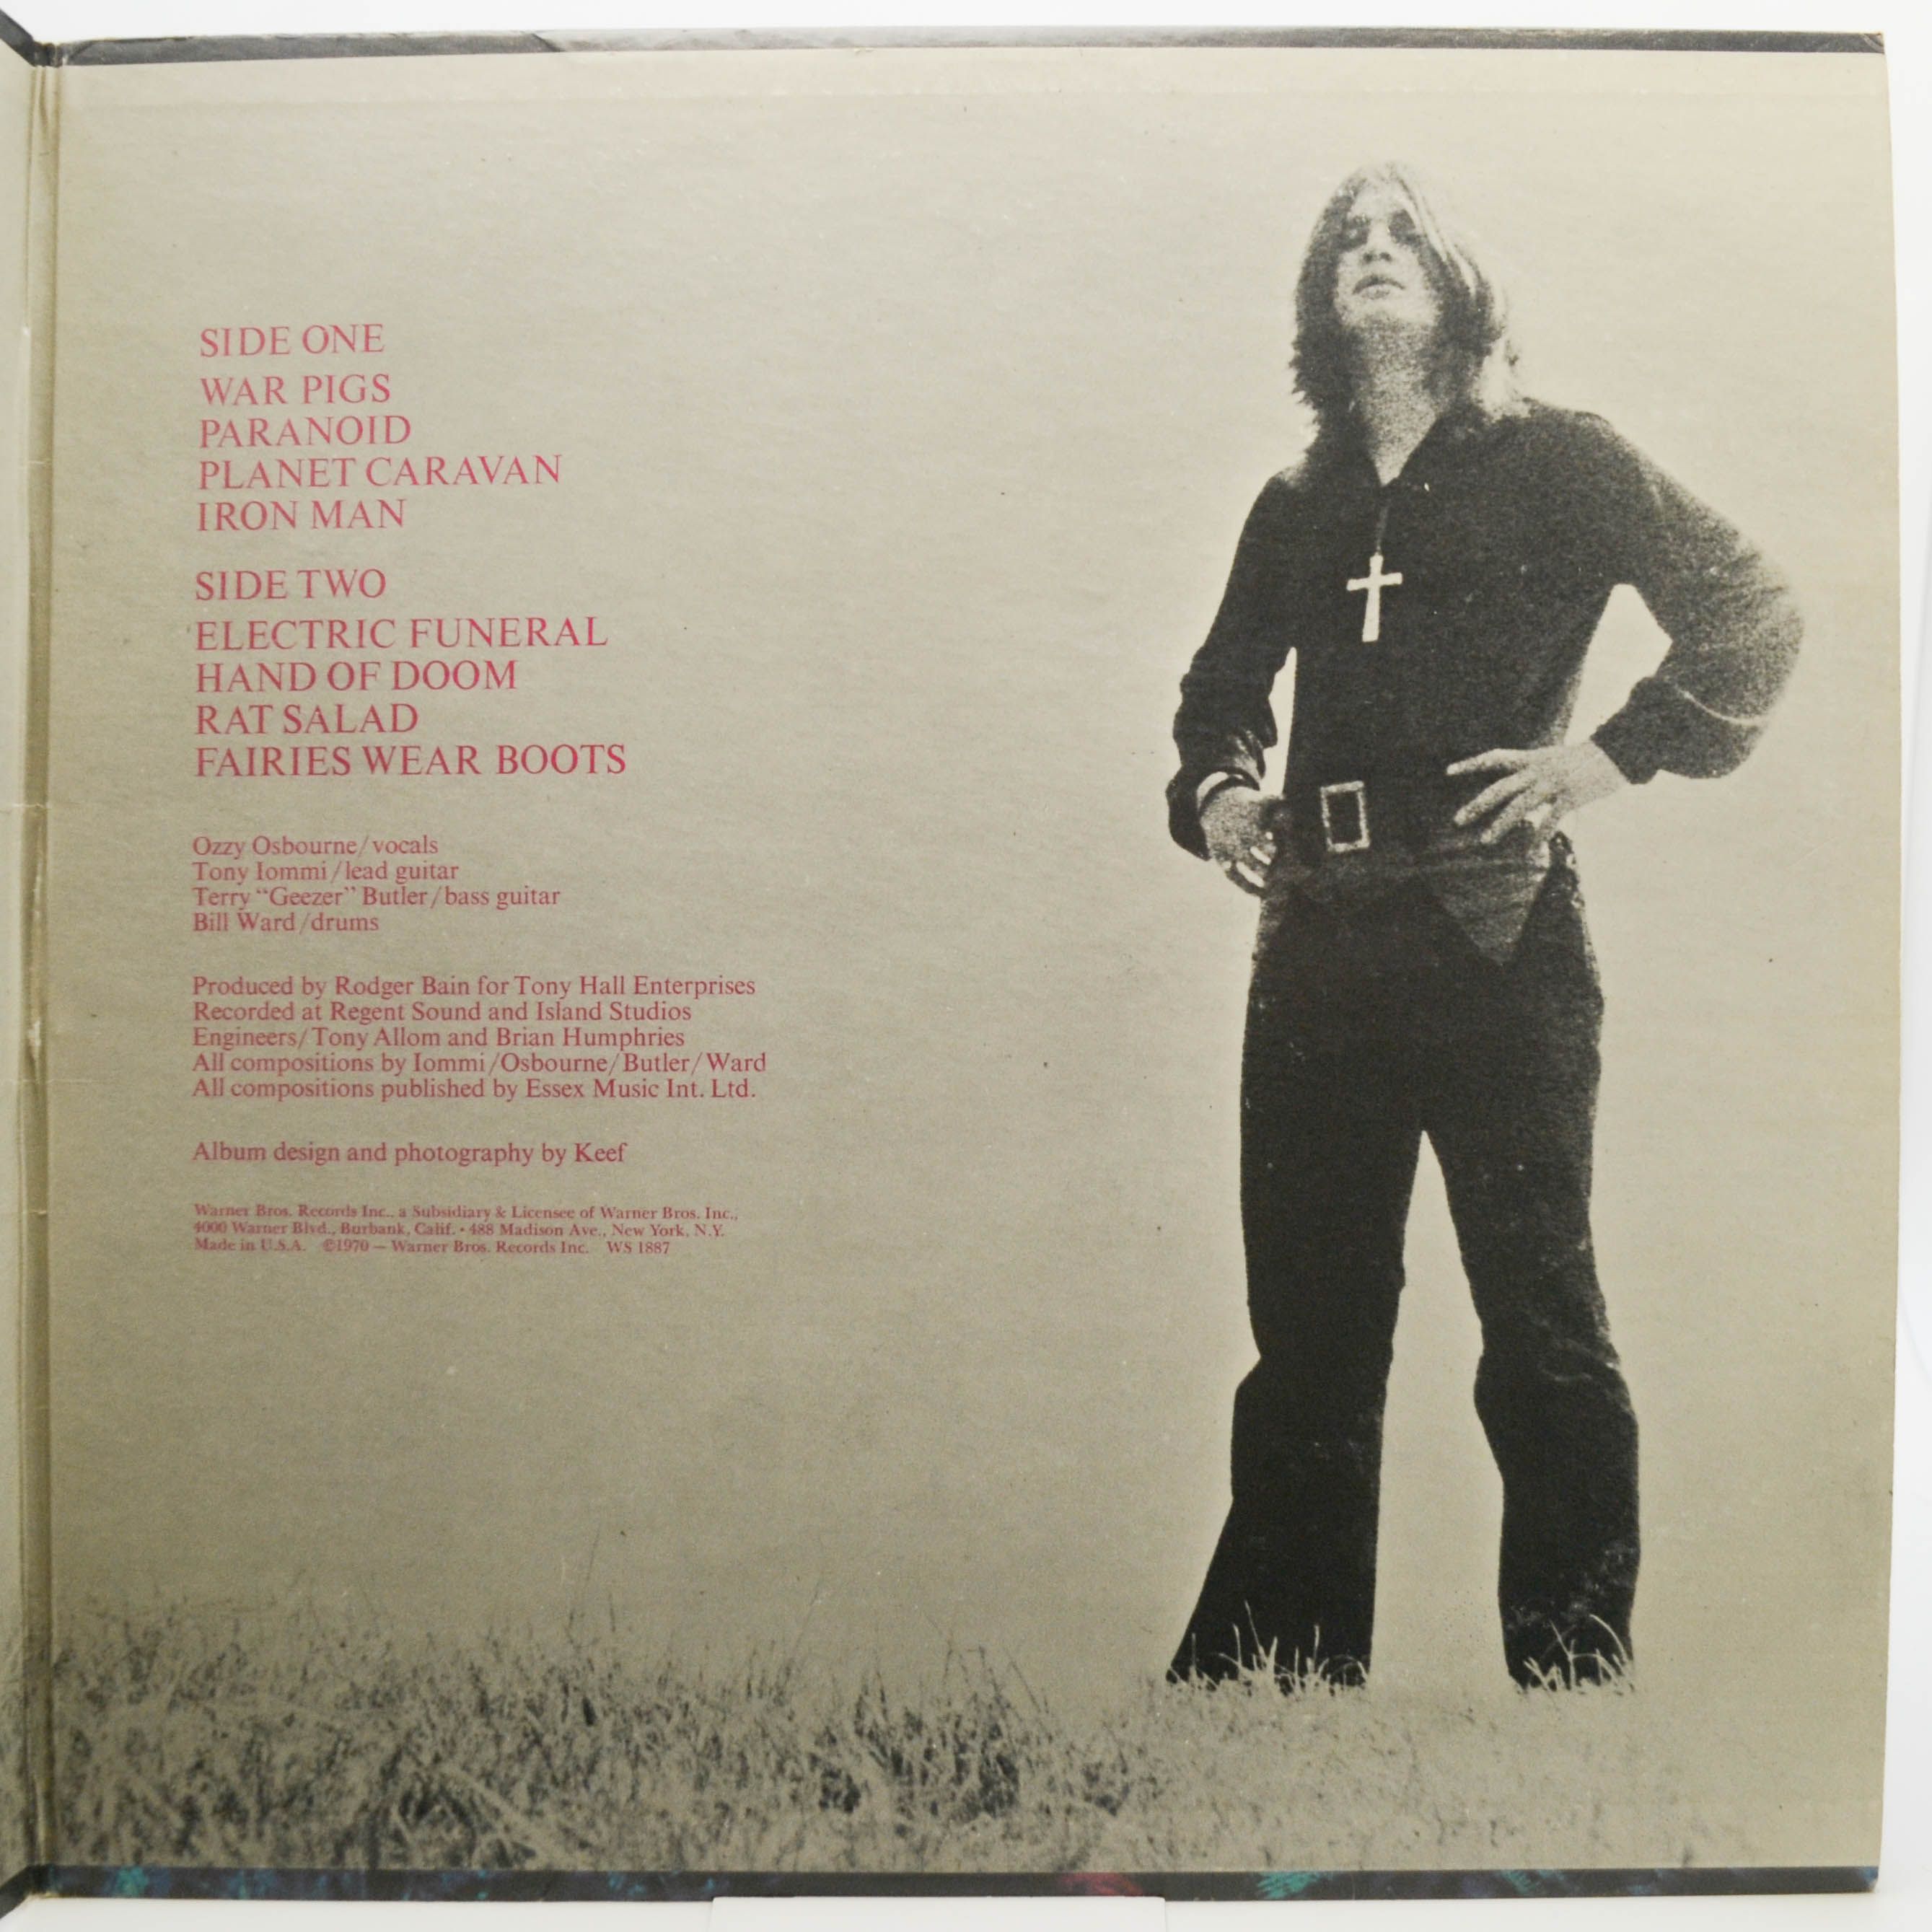 SIDE ONE
WAR PIGS
PARANOID
PLANET CARAVAN
IRON MAN
SIDE TWO
ELECTRIC FUNERAL
HAND OF DOOM
RAT SALAD
FAIRIES WEAR BOOTS
Ozzy Osbourne/vocals
Tony Iommi/lead guitar
Terry “Geezer” Butler/bass guitar
Bill Ward/drums
Produced by Rodger Bain for Tony Hall Enterprises
Recorded at Regent Sound and Island Studios
Engineers/Tony Allom and Brian Humphries
All compositions by Iommi/Osbourne/Butler/Ward
All compositions published by Essex Music Int. Ltd.
Album design and photography by Keef
Warner Bros. Records Inc., a Subsidiary & Licensee of Warner Bros. Inc.,
4000 Warner Blvd., Burbank, Calif. • 488 Madison Ave., New York, N.Y.
Made in U.S.A. ©1970 — Warner Bros. Records Inc. WS 1887